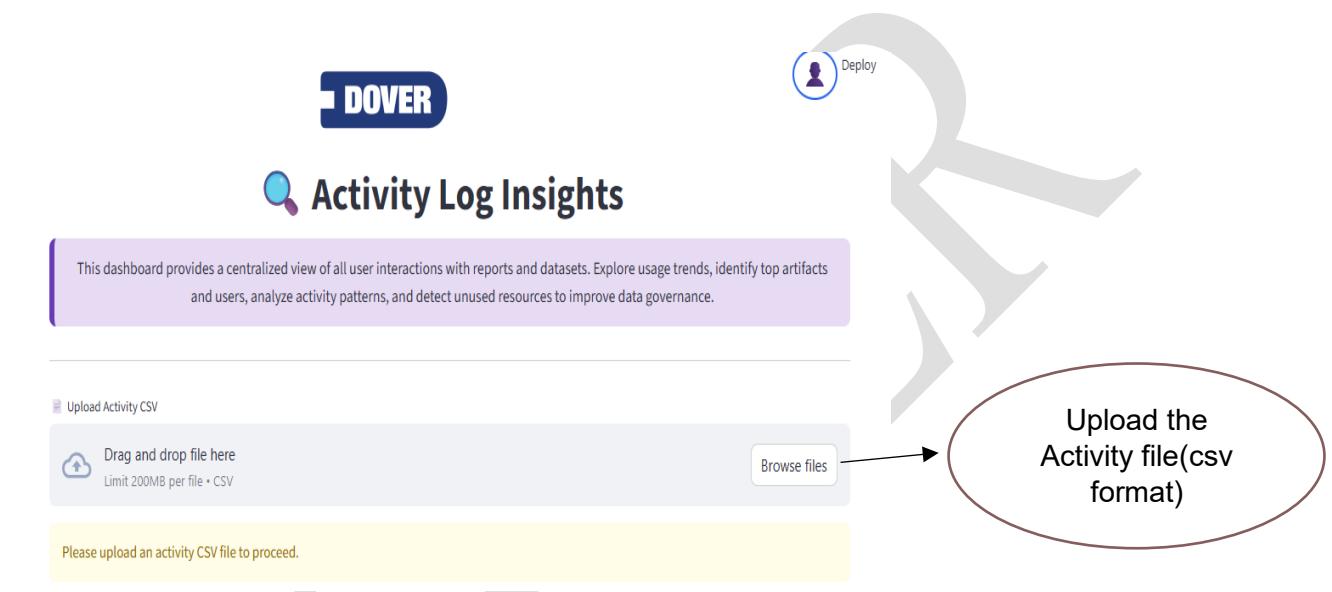 Deploy
DOVER
Activity Log Insights
This dashboard provides a centralized view of all user interactions with reports and datasets. Explore usage trends, identify top artifacts
and users, analyze activity patterns, and detect unused resources to improve data governance.
Upload Activity CSV
Drag and drop file here
Limit 200MB per file • CSV
Browse files
Upload the
Activity file(csv
format)
Please upload an activity CSV file to proceed.